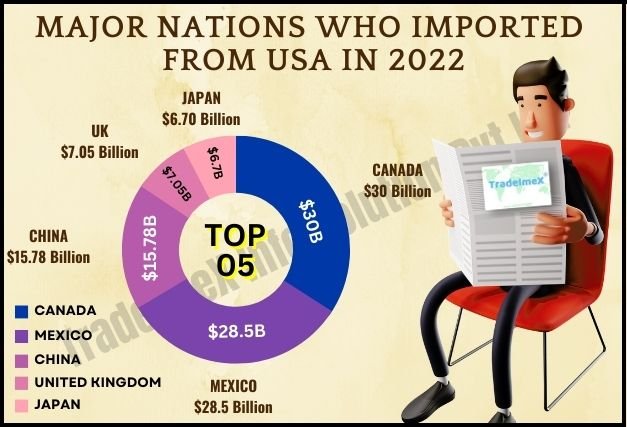 MAJOR NATIONS WHO IMPORTED
FROM USA IN 2022
JAPAN
$6.70 Billion
UK
$7.05 Billion
CANADA
$30 Billion
CHINA
$15.78 Billion
MEXICO
$28.5 Billion
$6.7B
$7.05B
$30B
$15.78B
$28.5B
TOP
05
CANADA
MEXICO
CHINA
UNITED KINGDOM
JAPAN
TradeImeX®